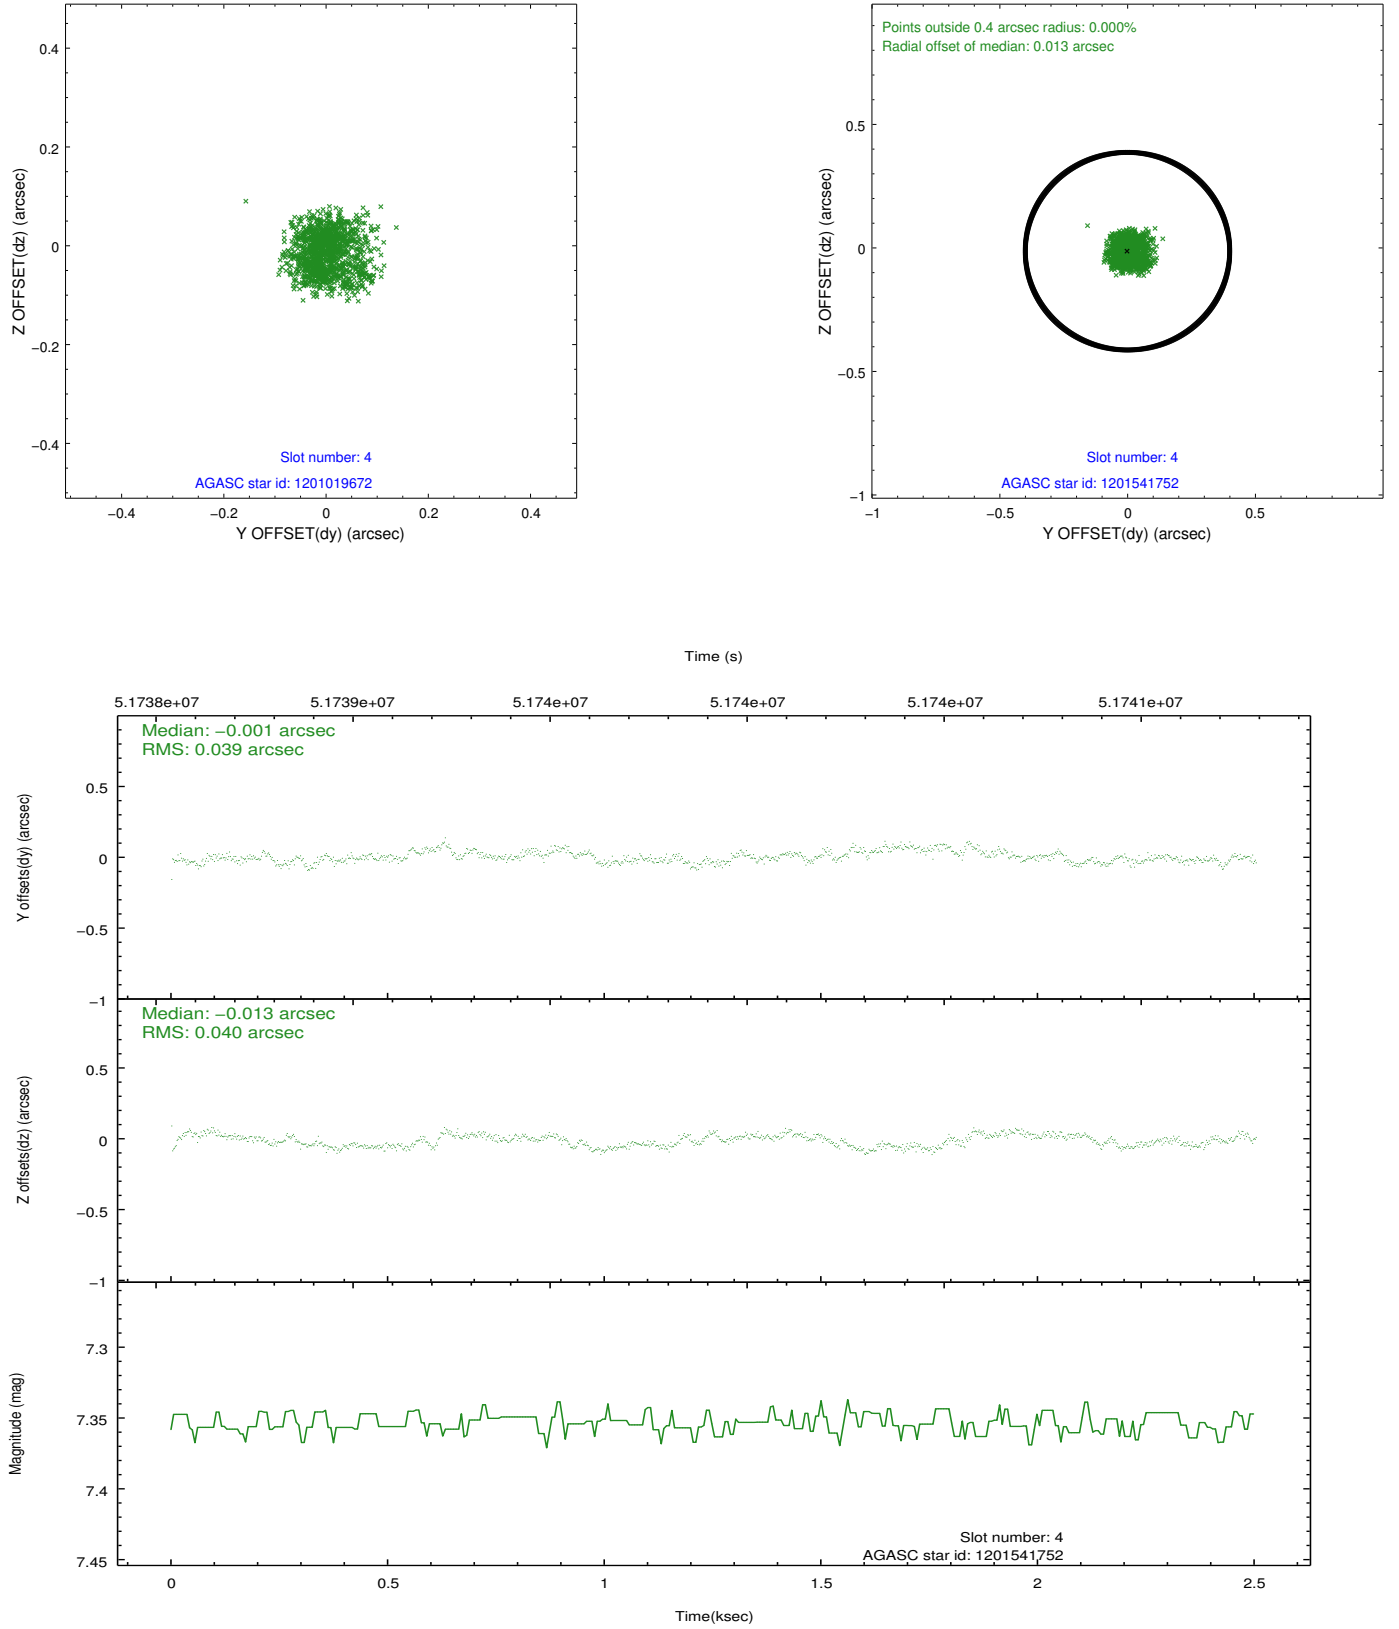 0.4
0.2
0
−0.2
−0.4
Z OFFSET(dz) (arcsec)
Slot number: 4
AGASC star id: 1201019672
−0.4 −0.2 0 0.2 0.4
Y OFFSET(dy) (arcsec)
Points outside 0.4 arcsec radius: 0.000%
Radial offset of median: 0.013 arcsec
0.5
0
−0.5
−1
Z OFFSET(dz) (arcsec)
Slot number: 4
AGASC star id: 1201541752
−1 −0.5 0 0.5
Y OFFSET(dy) (arcsec)
Time (s)
5.1738e+07 5.1739e+07 5.174e+07 5.174e+07 5.174e+07 5.1741e+07
Median: −0.001 arcsec
RMS: 0.039 arcsec
0.5
0
−0.5
−1
Y offsets(dy) (arcsec)
Median: −0.013 arcsec
RMS: 0.040 arcsec
0.5
0
−0.5
−1
Z offsets(dz) (arcsec)
7.3
7.35
7.4
7.45
Magnitude (mag)
Slot number: 4
AGASC star id: 1201541752
0 0.5 1 1.5 2 2.5
Time(ksec)